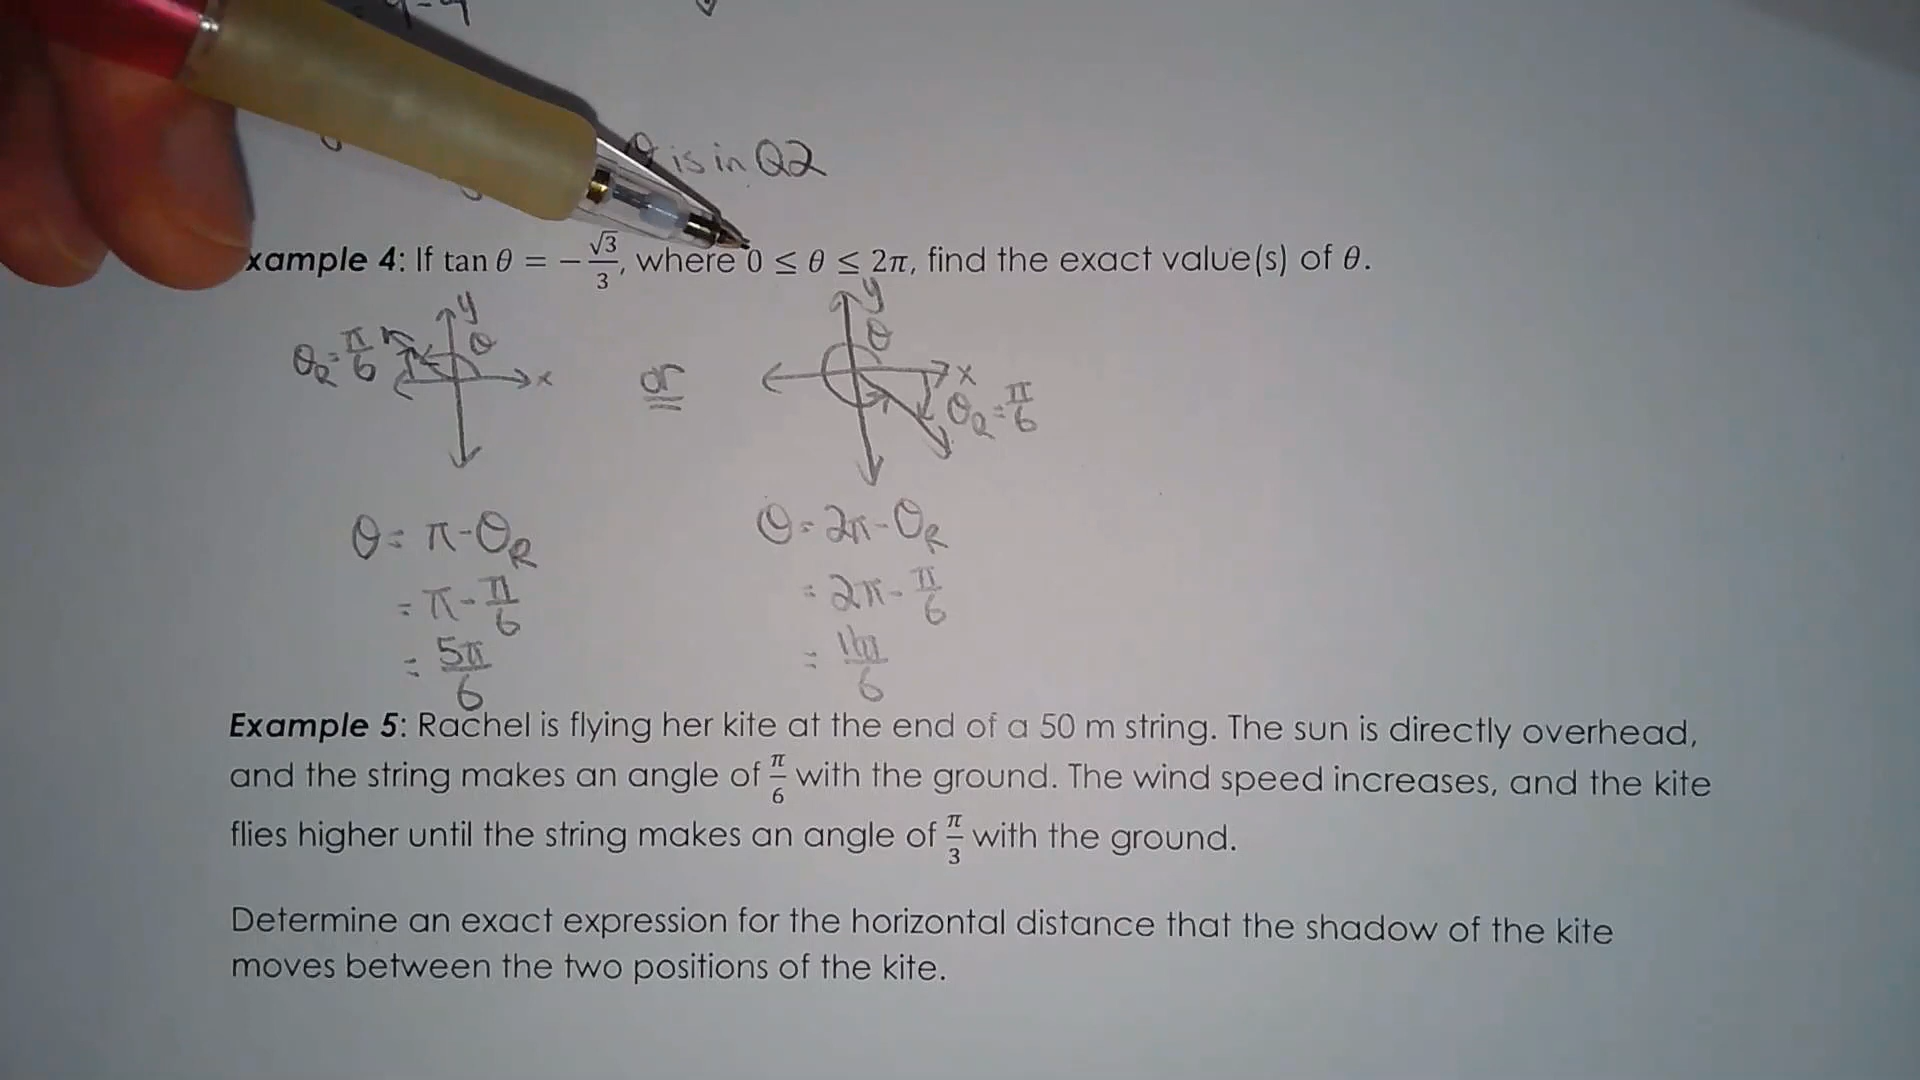 is in Q2
xample 4: If tan θ = −√3/3, where 0 ≤ θ ≤ 2π, find the exact value(s) of θ.
y
θ
θR = π/6
x
or
y
θ
x
θR = π/6
θ = π - θR
= π - π/6
= 5π/6
θ = 2π - θR
= 2π - π/6
= 11π/6
Example 5: Rachel is flying her kite at the end of a 50 m string. The sun is directly overhead,
and the string makes an angle of π/6 with the ground. The wind speed increases, and the kite
flies higher until the string makes an angle of π/3 with the ground.
Determine an exact expression for the horizontal distance that the shadow of the kite
moves between the two positions of the kite.